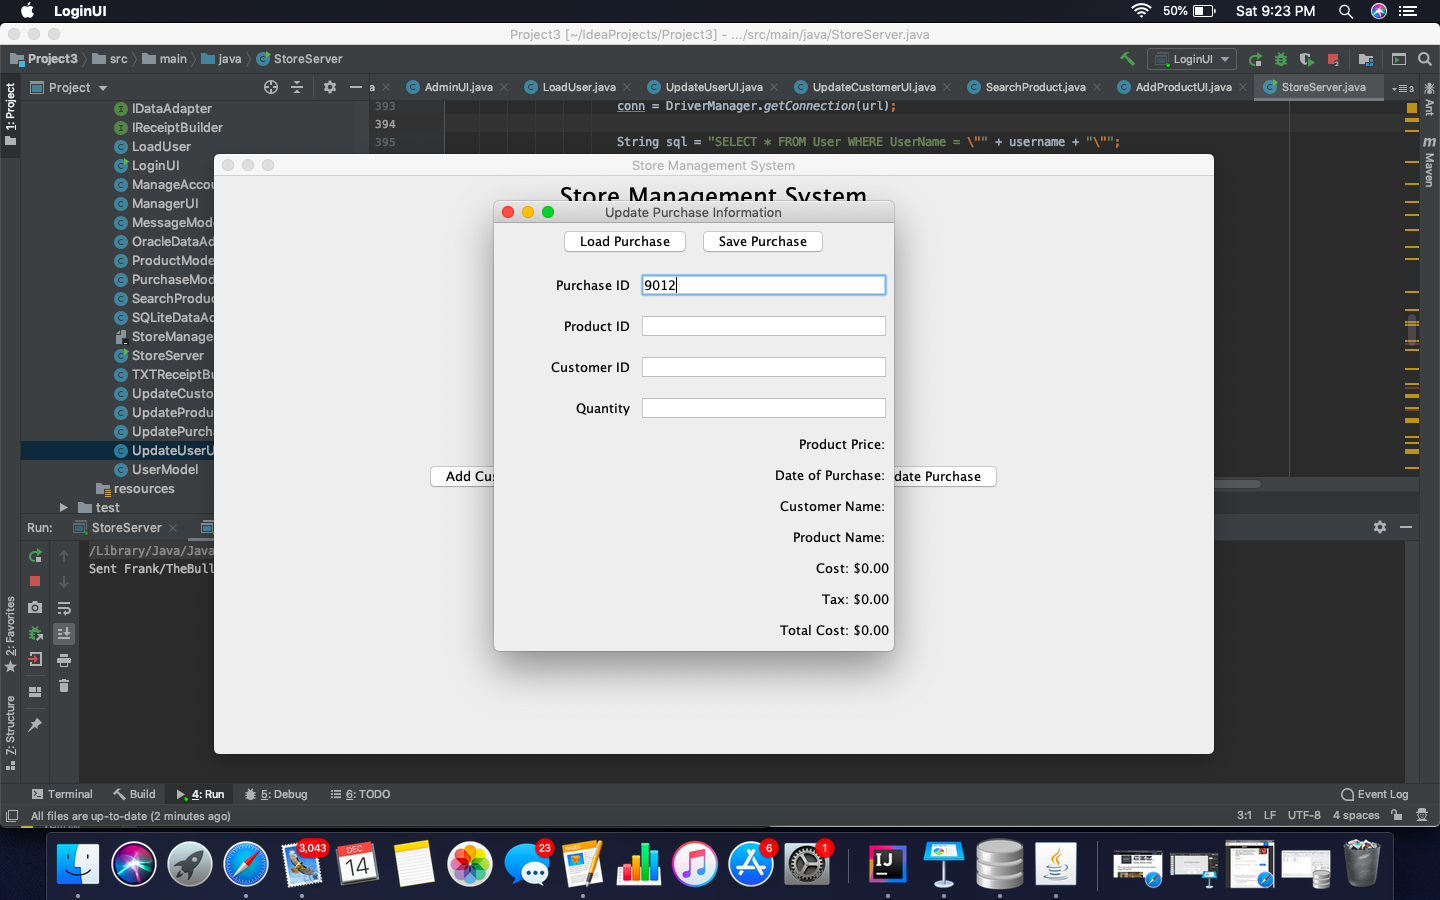 LoginUI
50%
Sat 9:23 PM
Project3 [~/IdeaProjects/Project3] - .../src/main/java/StoreServer.java
Project3
src
main
java
StoreServer
LoginUI
Project
AdminUI.java
LoadUser.java
UpdateUserUI.java
UpdateCustomerUI.java
SearchProduct.java
AddProductUI.java
StoreServer.java
1: Project
IDataAdapter
IReceiptBuilder
LoadUser
LoginUI
ManageAccou
ManagerUI
MessageMode
OracleDataAd
ProductMode
PurchaseMod
SearchProduc
SQLiteDataAd
StoreManage
StoreServer
TXTReceiptBu
UpdateCusto
UpdateProdu
UpdatePurch
UpdateUserU
UserModel
resources
test
393
conn = DriverManager.getConnection(url);
394
395
String sql = "SELECT * FROM User WHERE UserName = \"" + username + "\"";
Ant
m
Maven
Store Management System
Store Management System
Add Cus
date Purchase
Update Purchase Information
Load Purchase
Save Purchase
Purchase ID
9012
Product ID
Customer ID
Quantity
Product Price:
Date of Purchase:
Customer Name:
Product Name:
Cost: $0.00
Tax: $0.00
Total Cost: $0.00
Run:
StoreServer
/Library/Java/Java
Sent Frank/TheBull
2: Favorites
7: Structure
Terminal
Build
4: Run
5: Debug
6: TODO
Event Log
All files are up-to-date (2 minutes ago)
3:1
LF
UTF-8
4 spaces
3,043
DEC
14
23
6
1
IJ